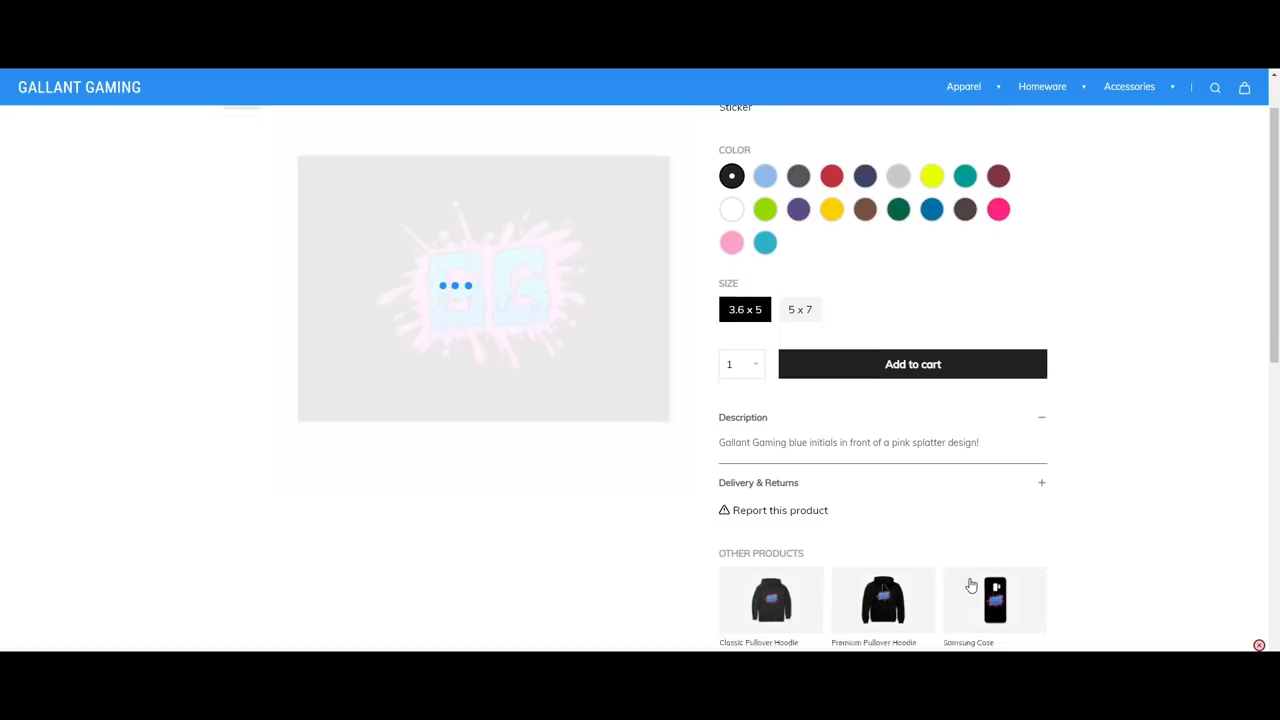 GALLANT GAMING
Apparel
Homeware
Accessories
Sticker
COLOR
SIZE
3.6 x 5
5 x 7
1
Add to cart
Description
Gallant Gaming blue initials in front of a pink splatter design!
Delivery & Returns
Report this product
OTHER PRODUCTS
Classic Pullover Hoodie
Premium Pullover Hoodie
Samsung Case
GG